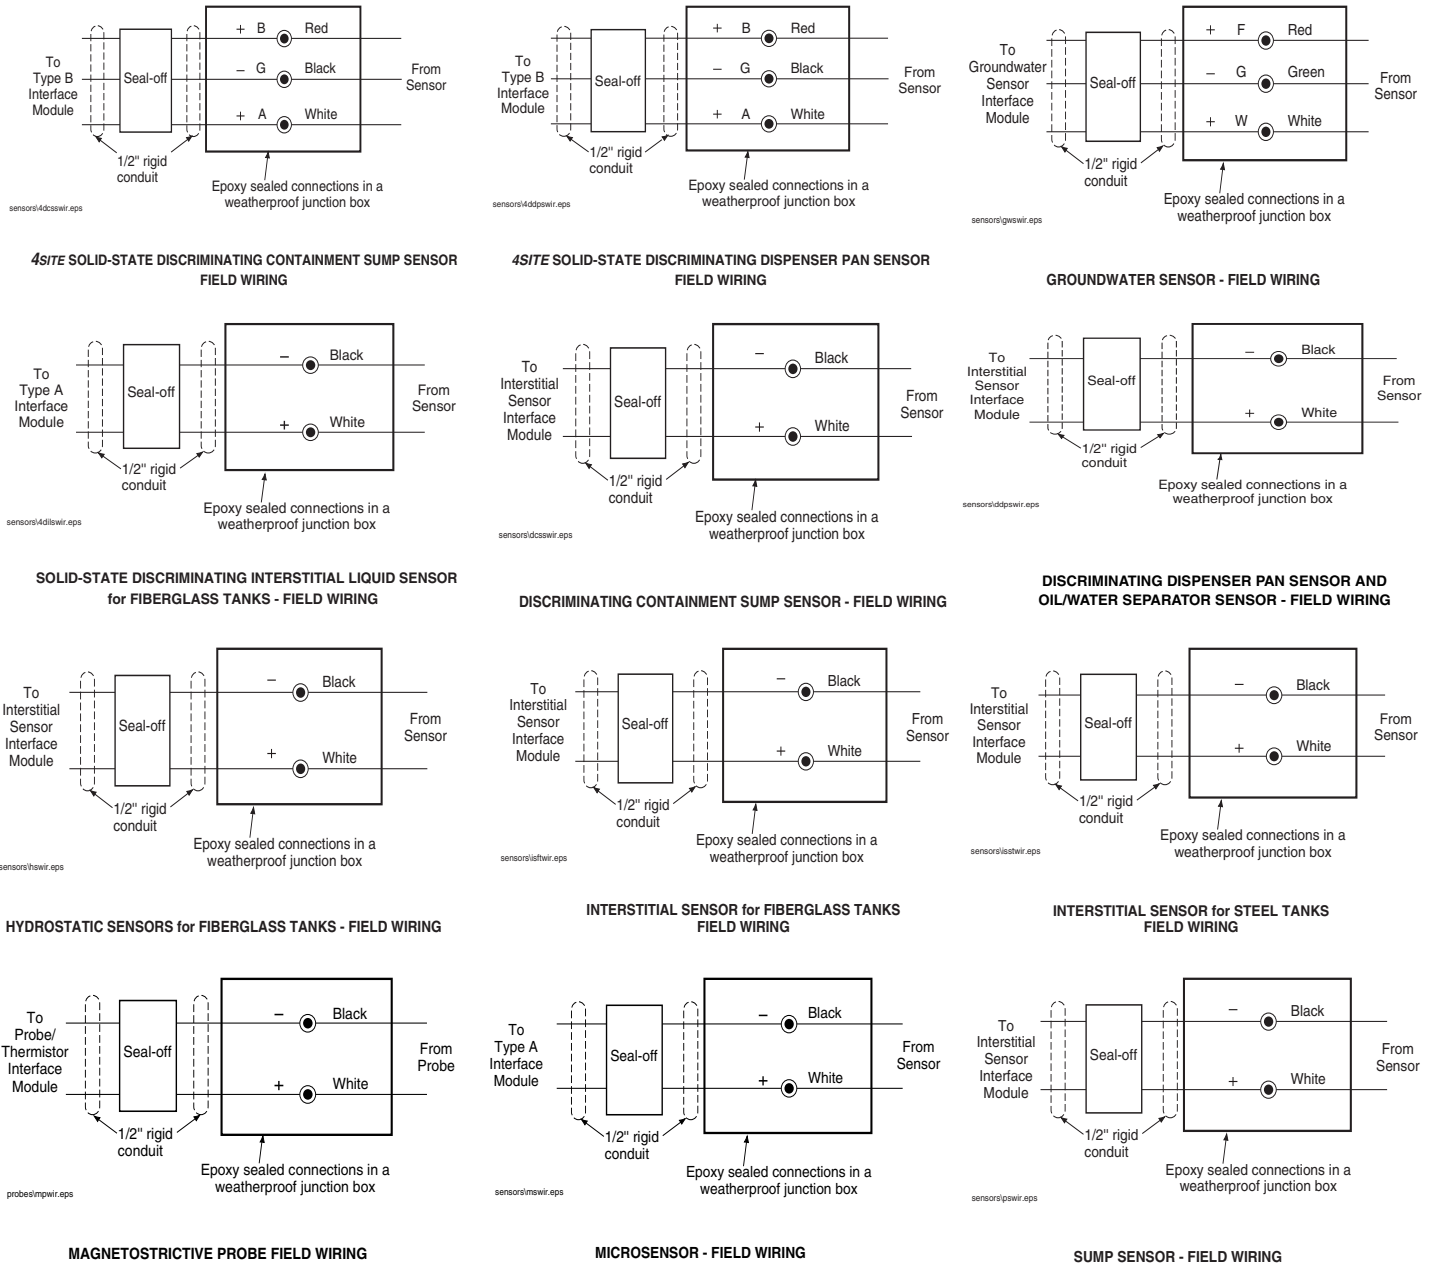 + B Red
To
Type B
Interface
Module
Seal-off
− G Black
From
Sensor
+ A White
1/2" rigid
conduit
Epoxy sealed connections in a
weatherproof junction box
sensors\4dcsswir.eps
4SITE SOLID-STATE DISCRIMINATING CONTAINMENT SUMP SENSOR
FIELD WIRING
+ B Red
To
Type B
Interface
Module
Seal-off
− G Black
From
Sensor
+ A White
1/2" rigid
conduit
Epoxy sealed connections in a
weatherproof junction box
sensors\4ddpswir.eps
4SITE SOLID-STATE DISCRIMINATING DISPENSER PAN SENSOR
FIELD WIRING
+ F Red
To
Groundwater
Sensor
Interface
Module
Seal-off
− G Green
From
Sensor
+ W White
1/2" rigid
conduit
Epoxy sealed connections in a
weatherproof junction box
sensors\gwswir.eps
GROUNDWATER SENSOR - FIELD WIRING
− Black
To
Type A
Interface
Module
Seal-off
From
Sensor
+ White
1/2" rigid
conduit
Epoxy sealed connections in a
weatherproof junction box
sensors\4dilswir.eps
SOLID-STATE DISCRIMINATING INTERSTITIAL LIQUID SENSOR
for FIBERGLASS TANKS - FIELD WIRING
− Black
To
Interstitial
Sensor
Interface
Module
Seal-off
From
Sensor
+ White
1/2" rigid
conduit
Epoxy sealed connections in a
weatherproof junction box
sensors\dcsswir.eps
DISCRIMINATING CONTAINMENT SUMP SENSOR - FIELD WIRING
− Black
To
Interstitial
Sensor
Interface
Module
Seal-off
From
Sensor
+ White
1/2" rigid
conduit
Epoxy sealed connections in a
weatherproof junction box
sensors\ddpswir.eps
DISCRIMINATING DISPENSER PAN SENSOR AND
OIL/WATER SEPARATOR SENSOR - FIELD WIRING
− Black
To
Interstitial
Sensor
Interface
Module
Seal-off
From
Sensor
+ White
1/2" rigid
conduit
Epoxy sealed connections in a
weatherproof junction box
sensors\hswir.eps
HYDROSTATIC SENSORS for FIBERGLASS TANKS - FIELD WIRING
− Black
To
Interstitial
Sensor
Interface
Module
Seal-off
From
Sensor
+ White
1/2" rigid
conduit
Epoxy sealed connections in a
weatherproof junction box
sensors\isftwir.eps
INTERSTITIAL SENSOR for FIBERGLASS TANKS
FIELD WIRING
− Black
To
Interstitial
Sensor
Interface
Module
Seal-off
From
Sensor
+ White
1/2" rigid
conduit
Epoxy sealed connections in a
weatherproof junction box
sensors\isstwir.eps
INTERSTITIAL SENSOR for STEEL TANKS
FIELD WIRING
− Black
To
Probe/
Thermistor
Interface
Module
Seal-off
From
Probe
+ White
1/2" rigid
conduit
Epoxy sealed connections in a
weatherproof junction box
probes\mpwir.eps
MAGNETOSTRICTIVE PROBE FIELD WIRING
− Black
To
Type A
Interface
Module
Seal-off
From
Sensor
+ White
1/2" rigid
conduit
Epoxy sealed connections in a
weatherproof junction box
sensors\mswir.eps
MICROSENSOR - FIELD WIRING
− Black
To
Interstitial
Sensor
Interface
Module
Seal-off
From
Sensor
+ White
1/2" rigid
conduit
Epoxy sealed connections in a
weatherproof junction box
sensors\pswir.eps
SUMP SENSOR - FIELD WIRING